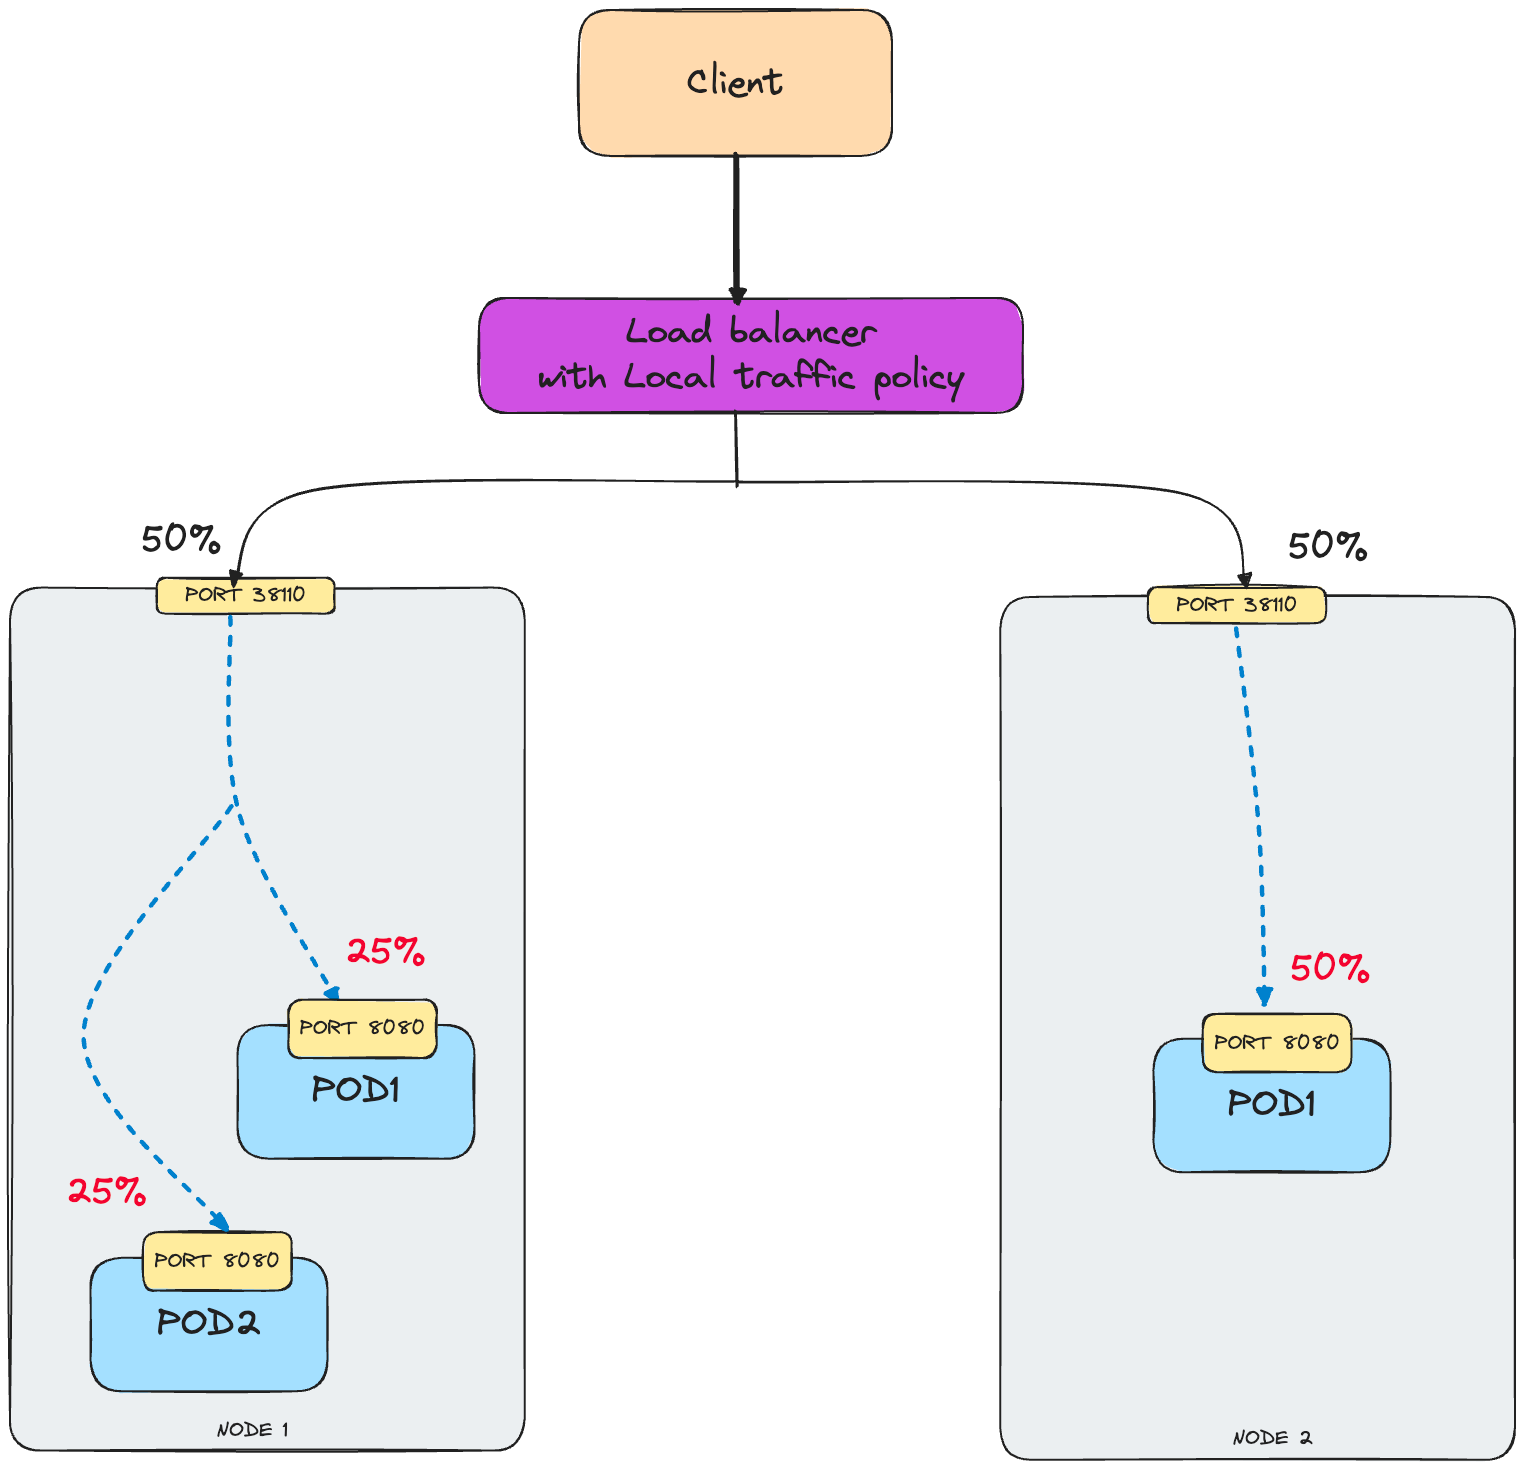 Client
Load balancer
with Local traffic policy
50%
50%
PORT 38110
PORT 38110
25%
50%
PORT 8080
PORT 8080
POD1
POD1
25%
PORT 8080
POD2
NODE 1
NODE 2